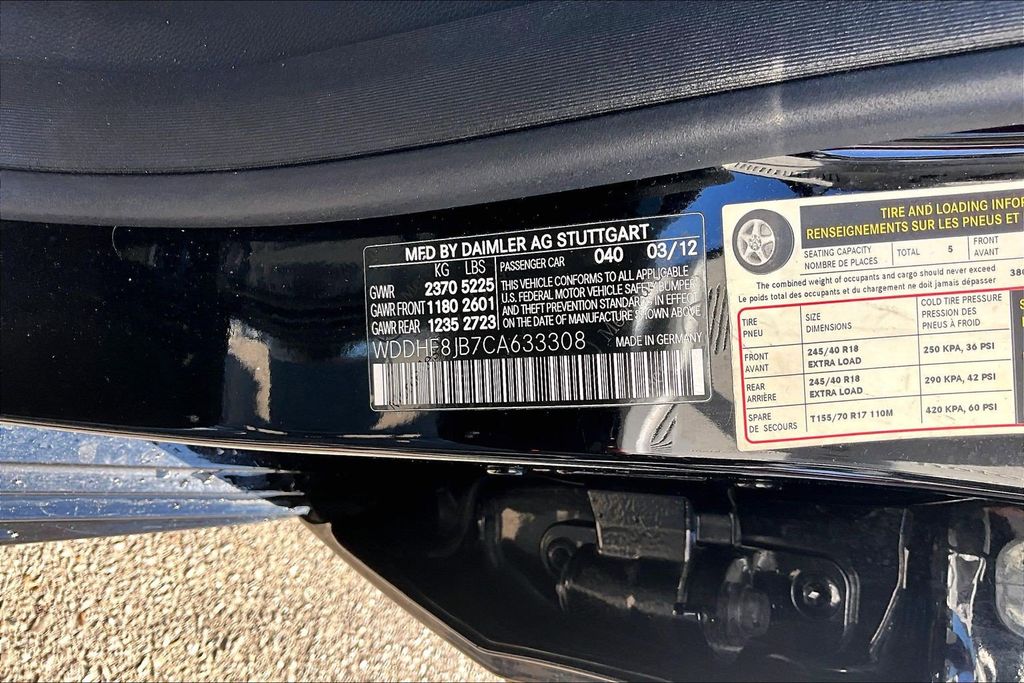 MFD BY DAIMLER AG STUTTGART
KG LBS
GVWR 2370 5225
GAWR FRONT 1180 2601
GAWR REAR 1235 2723
PASSENGER CAR 040 03/12
THIS VEHICLE CONFORMS TO ALL APPLICABLE
U.S. FEDERAL MOTOR VEHICLE SAFETY BUMPER
AND THEFT PREVENTION STANDARDS IN EFFECT
ON THE DATE OF MANUFACTURE SHOWN ABOVE
WDDHF8JB7CA633308 MADE IN GERMANY
TIRE AND LOADING INFOR
RENSEIGNEMENTS SUR LES PNEUS ET
SEATING CAPACITY
NOMBRE DE PLACES
TOTAL 5
FRONT
AVANT
The combined weight of occupants and cargo should never exceed 380
Le poids total des occupants et du chargement ne doit jamais dépasser
TIRE
PNEU
SIZE
DIMENSIONS
COLD TIRE PRESSURE
PRESSION DES
PNEUS À FROID
FRONT
AVANT
245/40 R18
EXTRA LOAD
250 KPA, 36 PSI
REAR
ARRIÈRE
245/40 R18
EXTRA LOAD
290 KPA, 42 PSI
SPARE
DE SECOURS
T155/70 R17 110M
420 KPA, 60 PSI